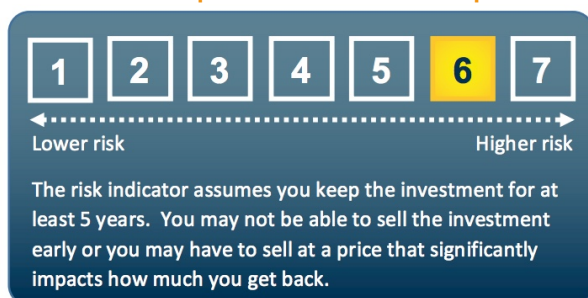 1 2 3 4 5 6 7
Lower risk Higher risk
The risk indicator assumes you keep the investment for at
least 5 years. You may not be able to sell the investment
early or you may have to sell at a price that significantly
impacts how much you get back.